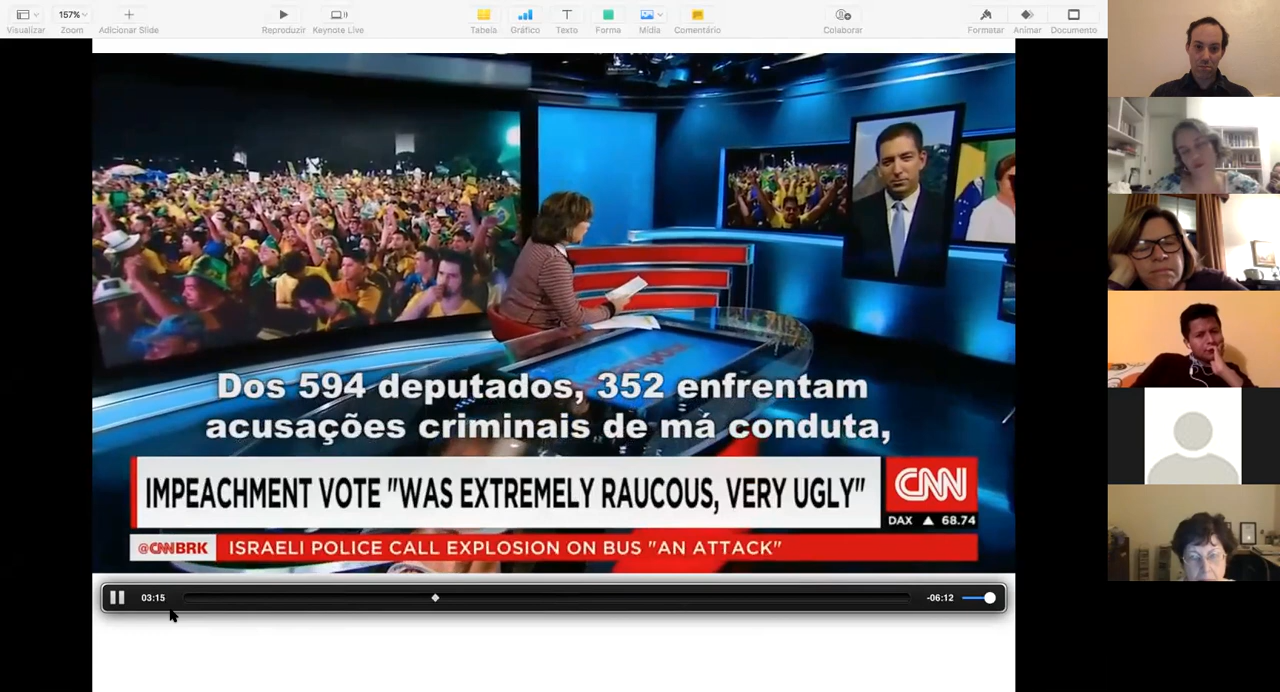 157%
Visualizar
Zoom
Adicionar Slide
Reproduzir
Keynote Live
Tabela
Gráfico
Texto
Forma
Mídia
Comentário
Colaborar
Formatar
Animar
Documento
Dos 594 deputados, 352 enfrentam
acusações criminais de má conduta,
IMPEACHMENT VOTE "WAS EXTREMELY RAUCOUS, VERY UGLY"
CNN
DAX ▲ 68.74
@CNNBRK
ISRAELI POLICE CALL EXPLOSION ON BUS "AN ATTACK"
03:15
-06:12